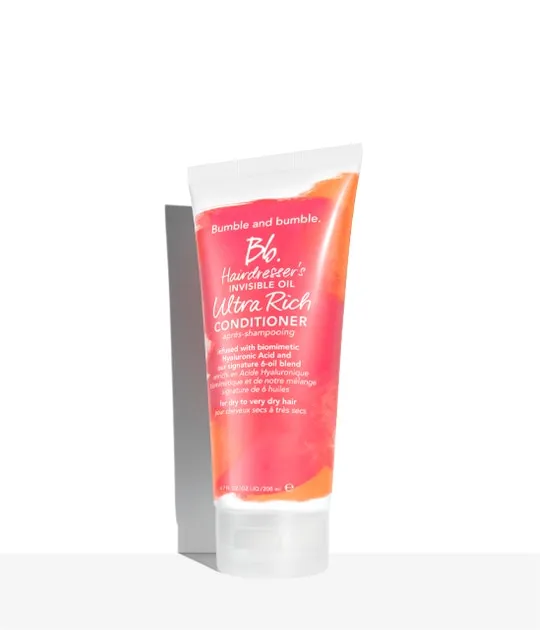 Bumble and bumble.
Bb.
Hairdresser's
INVISIBLE OIL
Ultra Rich
CONDITIONER
après-shampooing
infused with biomimetic
Hyaluronic Acid and
our signature 6-oil blend
enrichi en Acide Hyaluronique
biomimétique et de notre mélange
signature de 6 huiles
for dry to very dry hair
pour cheveux secs à très secs
200 ml ℮